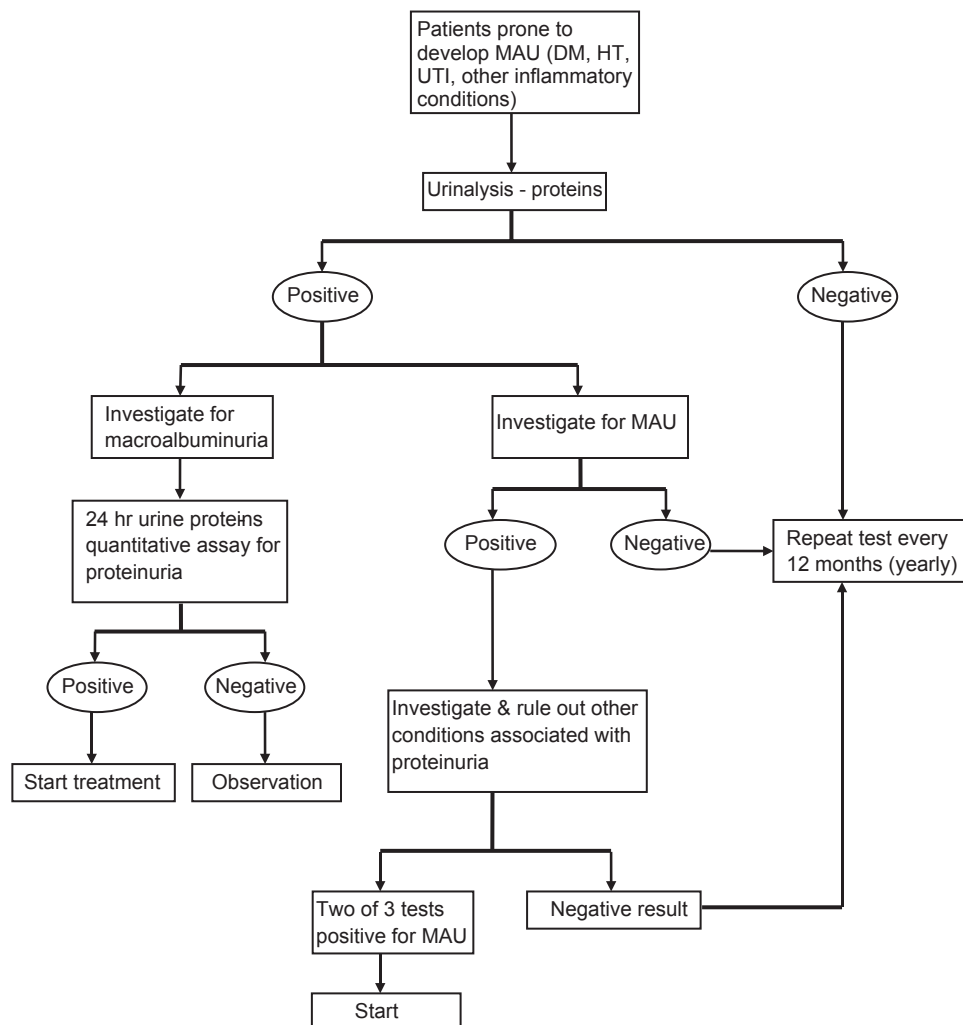 Patients prone to
develop MAU (DM, HT,
UTI, other inflammatory
conditions)
Urinalysis - proteins
Positive
Negative
Investigate for
macroalbuminuria
Investigate for MAU
24 hr urine proteins
quantitative assay for
proteinuria
Positive
Negative
Repeat test every
12 months (yearly)
Positive
Negative
Investigate & rule out other
conditions associated with
proteinuria
Start treatment
Observation
Two of 3 tests
positive for MAU
Negative result
Start